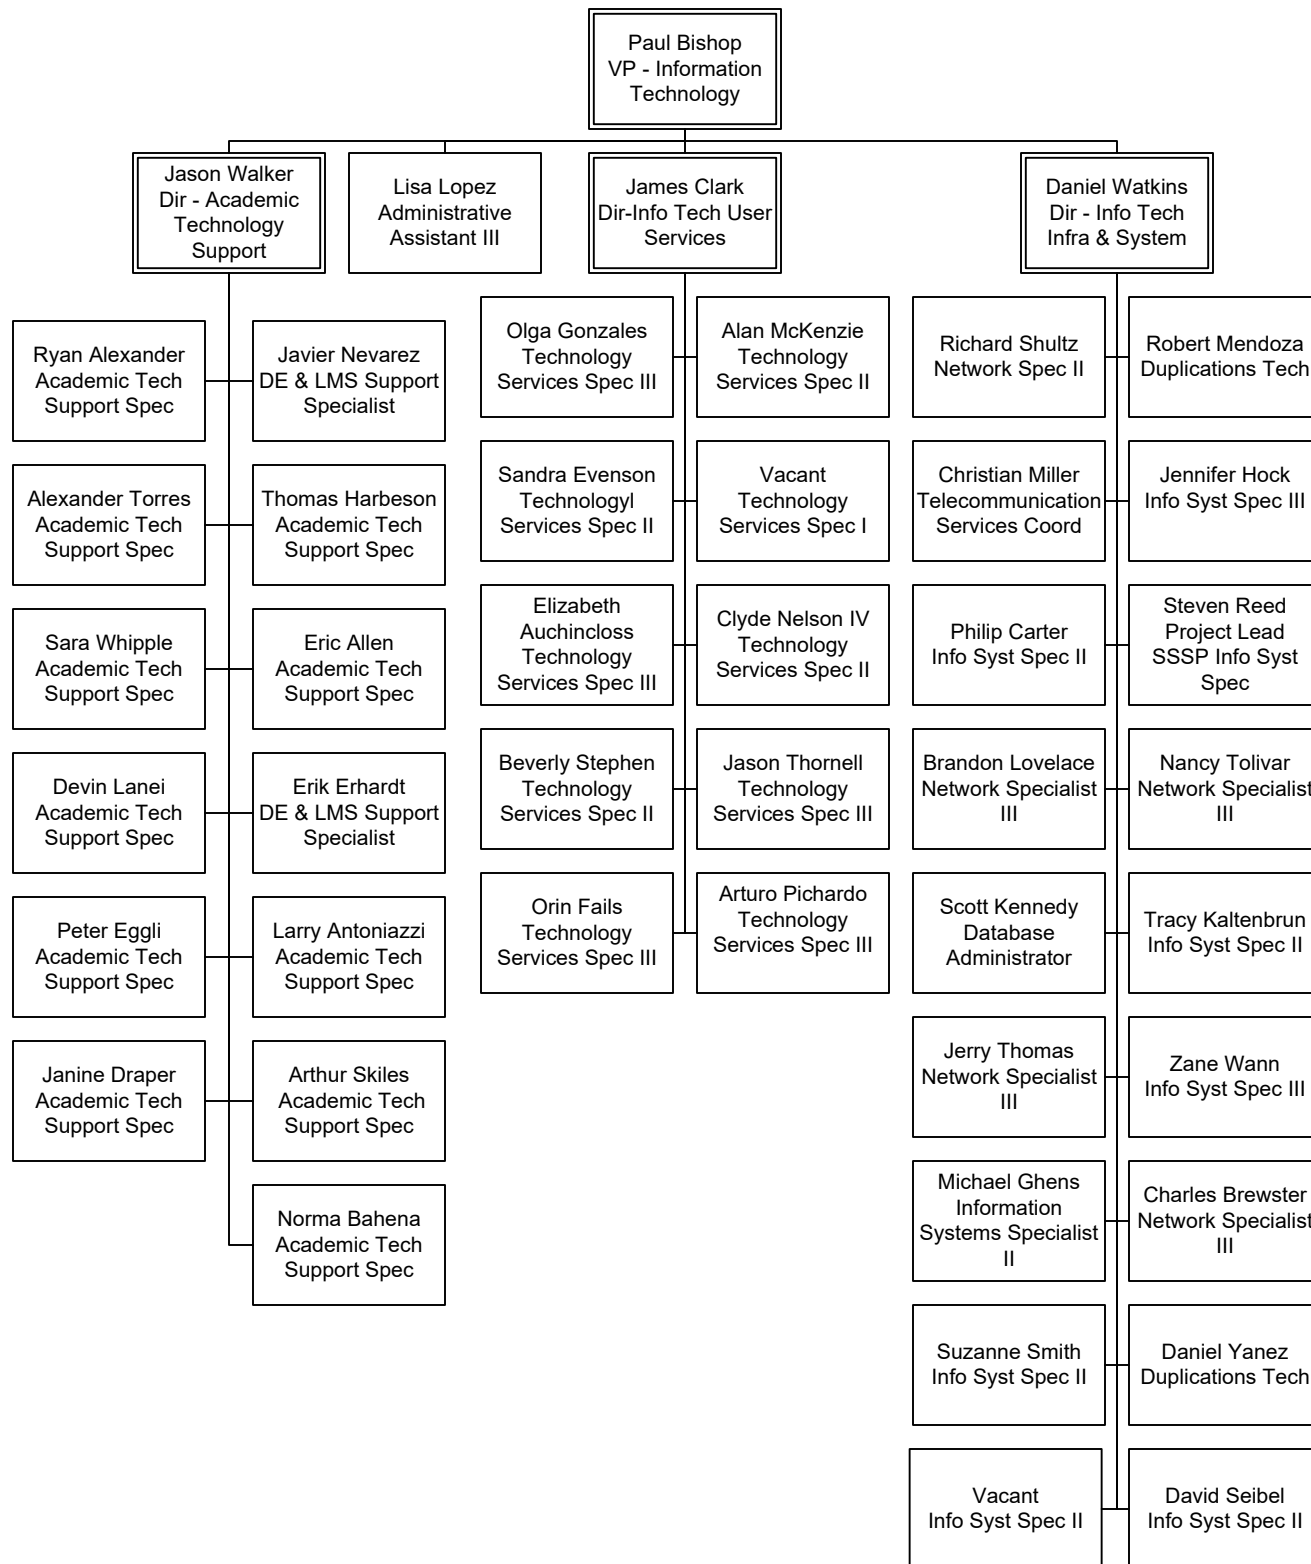 Paul Bishop
VP - Information
Technology
Jason Walker
Dir - Academic
Technology
Support
Lisa Lopez
Administrative
Assistant III
James Clark
Dir-Info Tech User
Services
Daniel Watkins
Dir - Info Tech
Infra & System
Ryan Alexander
Academic Tech
Support Spec
Javier Nevarez
DE & LMS Support
Specialist
Alexander Torres
Academic Tech
Support Spec
Thomas Harbeson
Academic Tech
Support Spec
Sara Whipple
Academic Tech
Support Spec
Eric Allen
Academic Tech
Support Spec
Devin Lanei
Academic Tech
Support Spec
Erik Erhardt
DE & LMS Support
Specialist
Peter Eggli
Academic Tech
Support Spec
Larry Antoniazzi
Academic Tech
Support Spec
Janine Draper
Academic Tech
Support Spec
Arthur Skiles
Academic Tech
Support Spec
Norma Bahena
Academic Tech
Support Spec
Olga Gonzales
Technology
Services Spec III
Alan McKenzie
Technology
Services Spec II
Sandra Evenson
Technologyl
Services Spec II
Vacant
Technology
Services Spec I
Elizabeth
Auchincloss
Technology
Services Spec III
Clyde Nelson IV
Technology
Services Spec II
Beverly Stephen
Technology
Services Spec II
Jason Thornell
Technology
Services Spec III
Orin Fails
Technology
Services Spec III
Arturo Pichardo
Technology
Services Spec III
Richard Shultz
Network Spec II
Robert Mendoza
Duplications Tech
Christian Miller
Telecommunication
Services Coord
Jennifer Hock
Info Syst Spec III
Philip Carter
Info Syst Spec II
Steven Reed
Project Lead
SSSP Info Syst
Spec
Brandon Lovelace
Network Specialist
III
Nancy Tolivar
Network Specialist
III
Scott Kennedy
Database
Administrator
Tracy Kaltenbrun
Info Syst Spec II
Jerry Thomas
Network Specialist
III
Zane Wann
Info Syst Spec III
Michael Ghens
Information
Systems Specialist
II
Charles Brewster
Network Specialist
III
Suzanne Smith
Info Syst Spec II
Daniel Yanez
Duplications Tech
Vacant
Info Syst Spec II
David Seibel
Info Syst Spec II